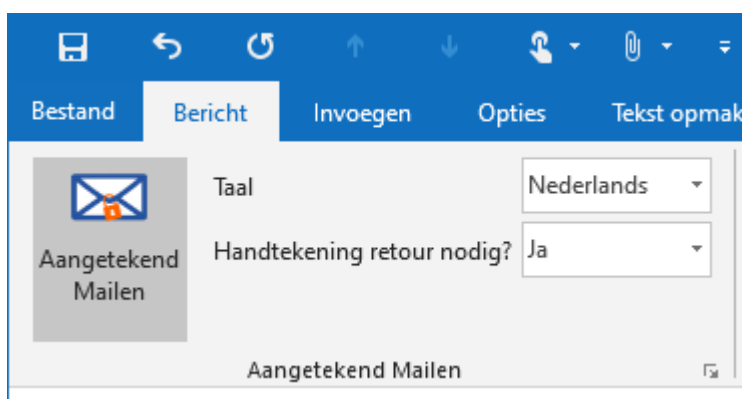 Bestand Bericht Invoegen Opties Tekst opmak
Taal Nederlands
Handtekening retour nodig? Ja
Aangetekend
Mailen
Aangetekend Mailen